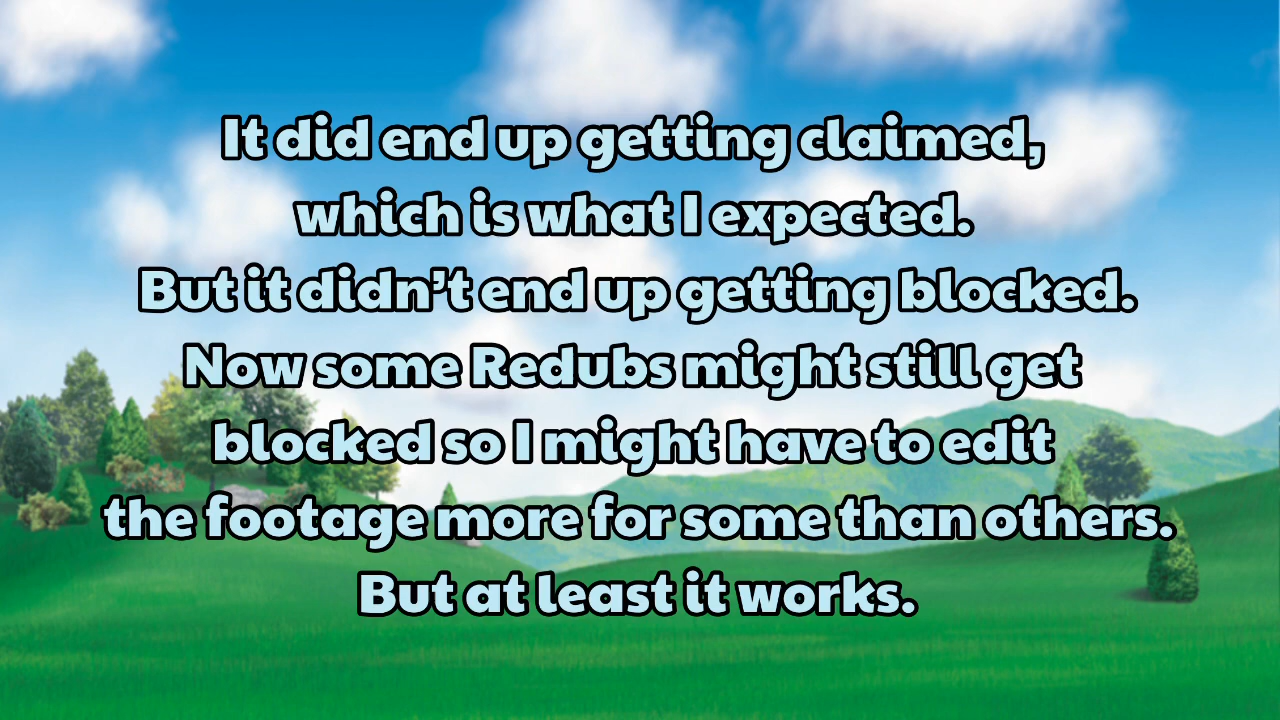 It did end up getting claimed,
which is what I expected.
But it didn't end up getting blocked.
Now some Redubs might still get
blocked so I might have to edit
the footage more for some than others.
But at least it works.